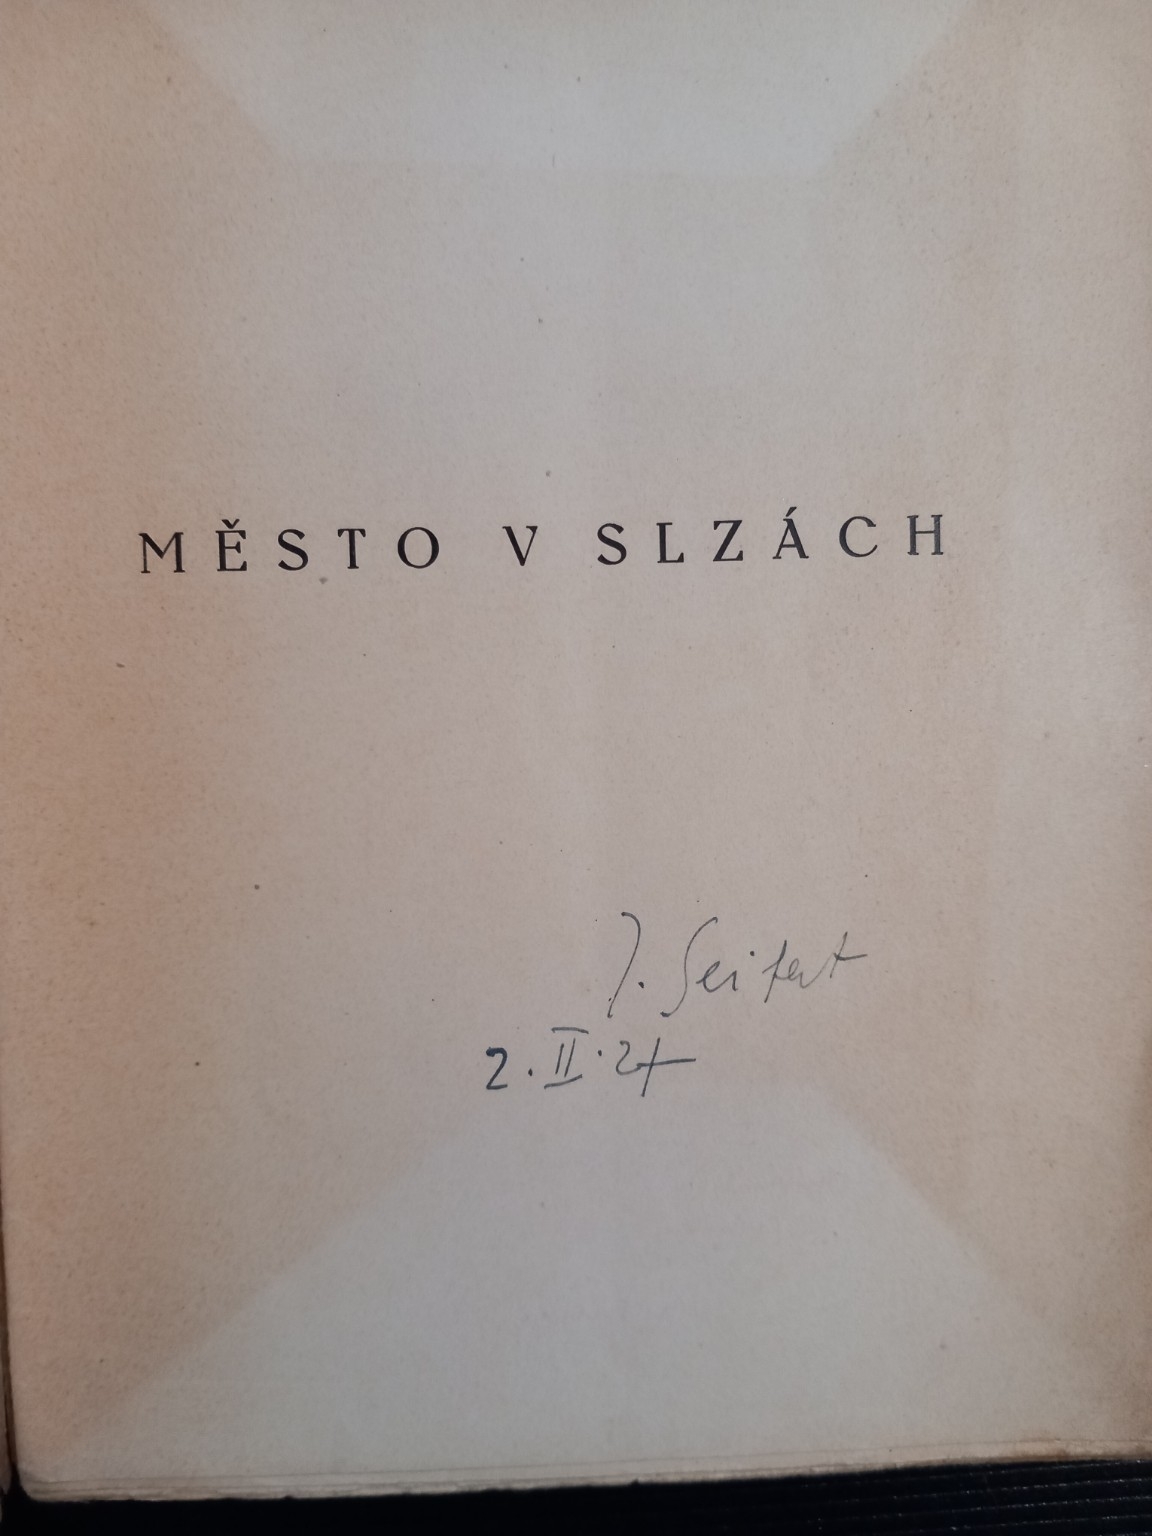 MĚSTO V SLZÁCH
J. Seifert
2. II. 24